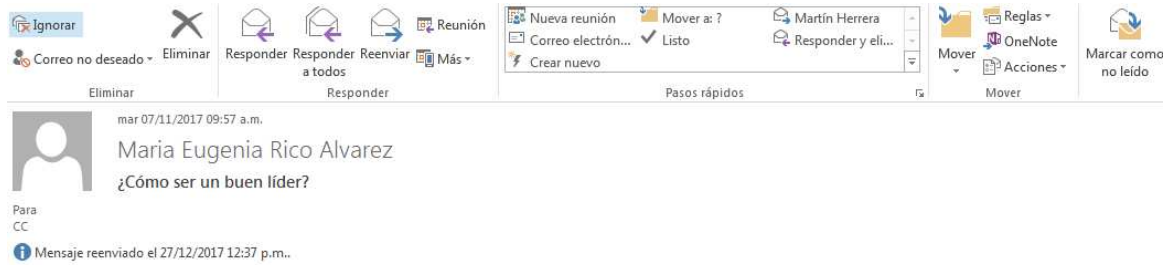 Ignorar
Correo no deseado
Eliminar
Eliminar
Responder
Responder a todos
Reenviar
Reunión
Más
Responder
Nueva reunión
Mover a: ?
Martín Herrera
Correo electrón...
Listo
Responder y eli...
Crear nuevo
Pasos rápidos
Mover
Reglas
OneNote
Acciones
Mover
Marcar como
no leído
mar 07/11/2017 09:57 a.m.
Maria Eugenia Rico Alvarez
¿Cómo ser un buen líder?
Para
CC
Mensaje reenviado el 27/12/2017 12:37 p.m..